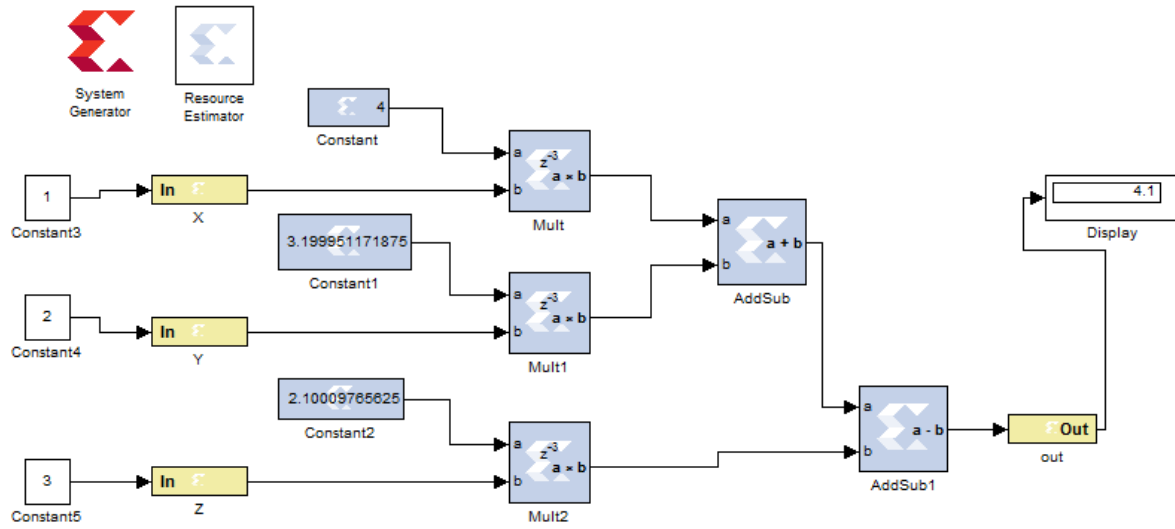 System
Generator
Resource
Estimator
4
Constant
1
Constant3
In
X
a
b
z⁻³
a × b
Mult
3.199951171875
Constant1
2
Constant4
In
Y
a
b
z⁻³
a × b
Mult1
a
b
a + b
AddSub
4.1
Display
2.10009765625
Constant2
3
Constant5
In
Z
a
b
z⁻³
a × b
Mult2
a
b
a - b
AddSub1
Out
out